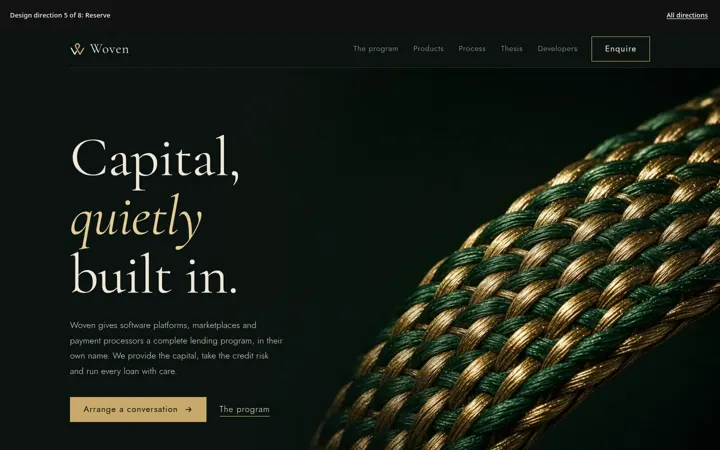 Design direction 5 of 8: Reserve
All directions
Woven
The program
Products
Process
Thesis
Developers
Enquire
Capital,
quietly
built in.
Woven gives software platforms, marketplaces and
payment processors a complete lending program, in their
own name. We provide the capital, take the credit risk
and run every loan with care.
Arrange a conversation →
The program